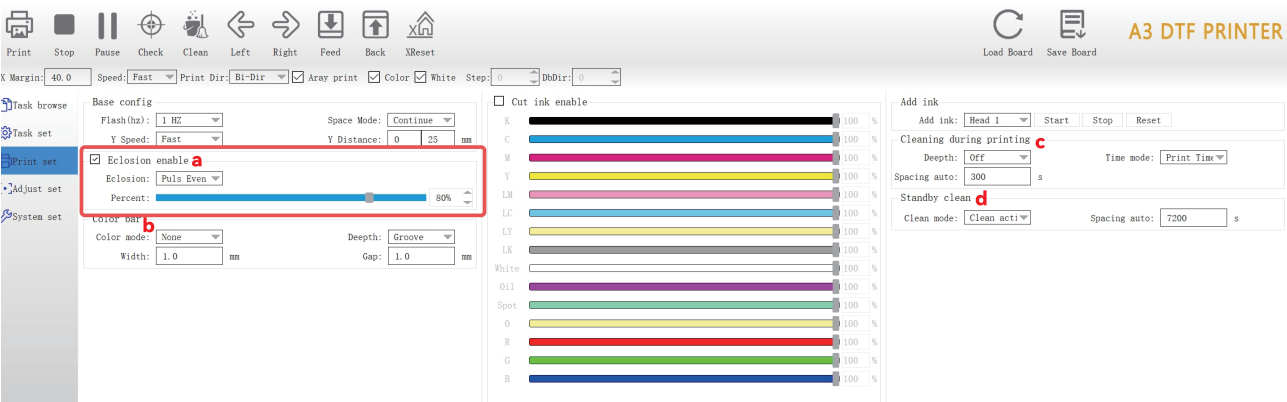 Print Stop Pause Check Clean Left Right Feed Back XReset Load Board Save Board A3 DTF PRINTER
X Margin: 40.0 Speed: Fast Print Dir: Bi-Dir Aray print Color White Step: 0 DbDir: 0
Task browse
Task set
Print set
Adjust set
System set
Base config
Flash(hz): 1 HZ Space Mode: Continue
Y Speed: Fast Y Distance: 0 25 mm
Eclosion enable a
Eclosion: Puls Even
Percent: 80%
Color bar b
Color mode: None Deepth: Groove
Width: 1.0 mm Gap: 1.0 mm
Cut ink enable
K 100 %
C 100 %
M 100 %
Y 100 %
LM 100 %
LC 100 %
LY 100 %
LK 100 %
White 100 %
Oil 100 %
Spot 100 %
O 100 %
R 100 %
G 100 %
B 100 %
Add ink
Add ink: Head 1 Start Stop Reset
Cleaning during printing c
Deepth: Off Time mode: Print Time
Spacing auto: 300 s
Standby clean d
Clean mode: Clean acti Spacing auto: 7200 s